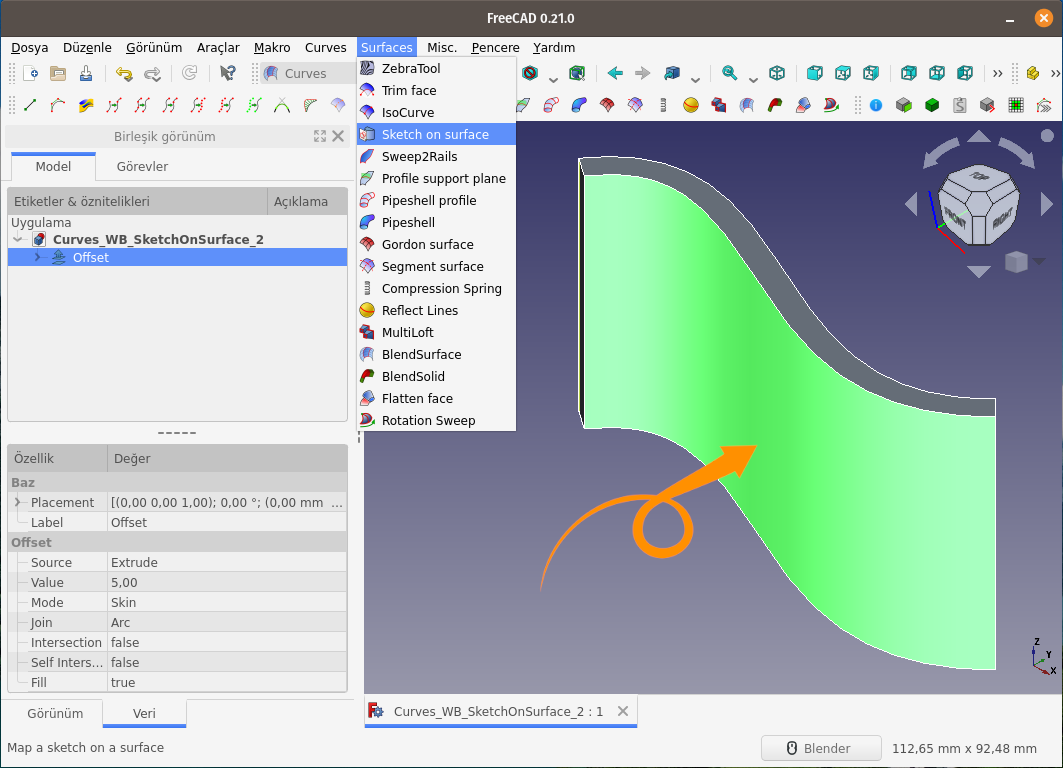 FreeCAD 0.21.0
Dosya Düzenle Görünüm Araçlar Makro Curves Surfaces Misc. Pencere Yardım
Curves
ZebraTool
Trim face
IsoCurve
Sketch on surface
Sweep2Rails
Profile support plane
Pipeshell profile
Pipeshell
Gordon surface
Segment surface
Compression Spring
Reflect Lines
MultiLoft
BlendSurface
BlendSolid
Flatten face
Rotation Sweep
Birleşik görünüm
Model Görevler
Etiketler & öznitelikleri Açıklama
Uygulama
Curves_WB_SketchOnSurface_2
Offset
Özellik Değer
Baz
Placement [(0,00 0,00 1,00); 0,00 °; (0,00 mm ...
Label Offset
Offset
Source Extrude
Value 5,00
Mode Skin
Join Arc
Intersection false
Self Inters... false
Fill true
Görünüm Veri
TOP
FRONT
RIGHT
Z
Y
X
Curves_WB_SketchOnSurface_2 : 1
Map a sketch on a surface
Blender 112,65 mm x 92,48 mm